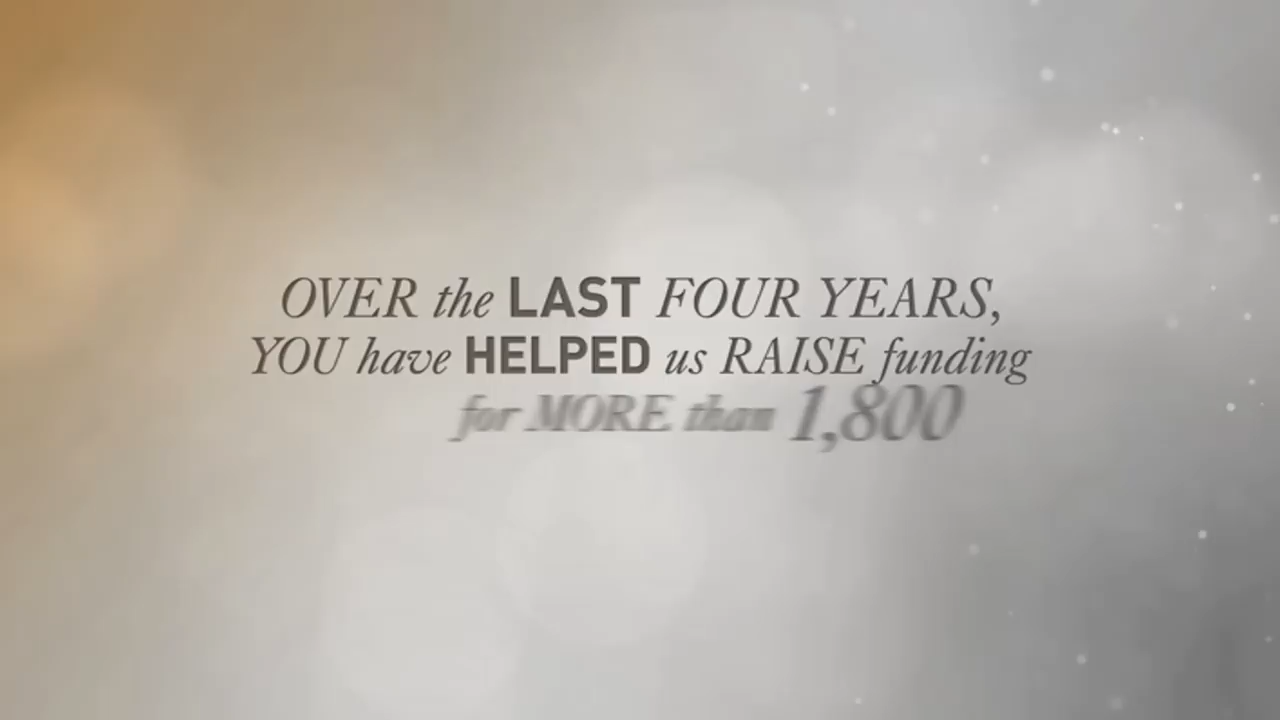 OVER the LAST FOUR YEARS,
YOU have HELPED us RAISE funding
for MORE than 1,800